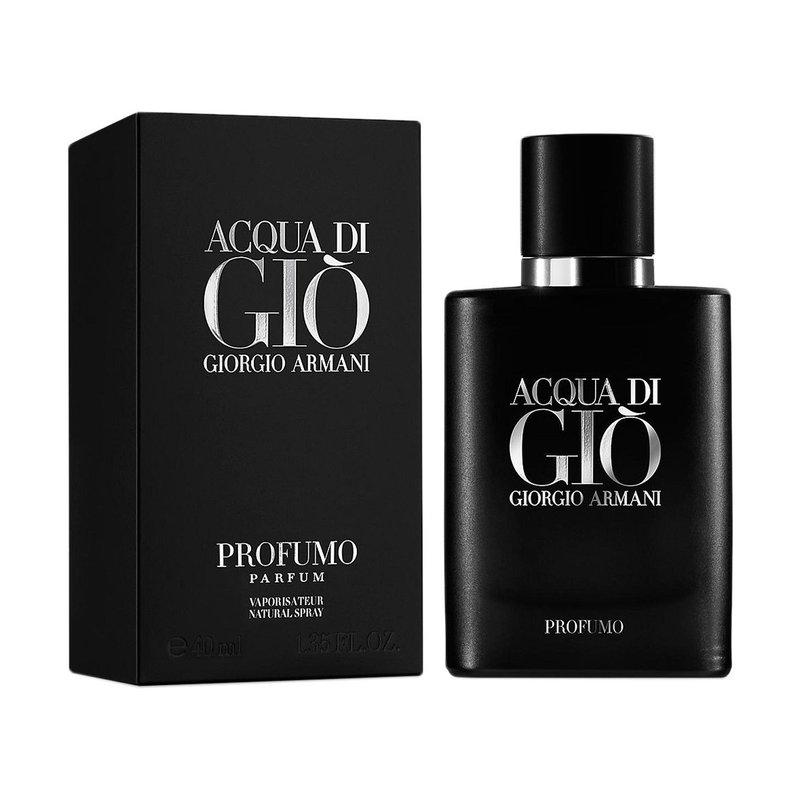 ACQUA DI
GIÒ
GIORGIO ARMANI
PROFUMO
PARFUM
VAPORISATEUR
NATURAL SPRAY
e 40 ml 1.35 FL.OZ.
ACQUA DI
GIÒ
GIORGIO ARMANI
PROFUMO